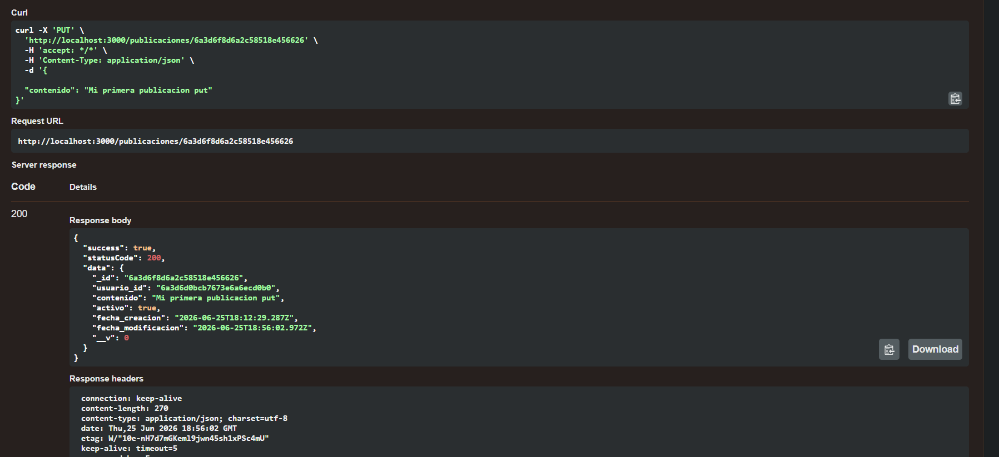 Curl
curl -X 'PUT' \
  'http://localhost:3000/publicaciones/6a3d6f8d6a2c58518e456626' \
  -H 'accept: */*' \
  -H 'Content-Type: application/json' \
  -d '{
  "contenido": "Mi primera publicacion put"
}'
Request URL
http://localhost:3000/publicaciones/6a3d6f8d6a2c58518e456626
Server response
Code Details
200
Response body
{
  "success": true,
  "statusCode": 200,
  "data": {
    "_id": "6a3d6f8d6a2c58518e456626",
    "usuario_id": "6a3d6d0bcb7673e6a6ecd0b0",
    "contenido": "Mi primera publicacion put",
    "activo": true,
    "fecha_creacion": "2026-06-25T18:12:29.287Z",
    "fecha_modificacion": "2026-06-25T18:56:02.972Z",
    "__v": 0
  }
}
Download
Response headers
connection: keep-alive
content-length: 270
content-type: application/json; charset=utf-8
date: Thu,25 Jun 2026 18:56:02 GMT
etag: W/"10e-nH7d7mGKeml9jwn45sh1xPSc4mU"
keep-alive: timeout=5